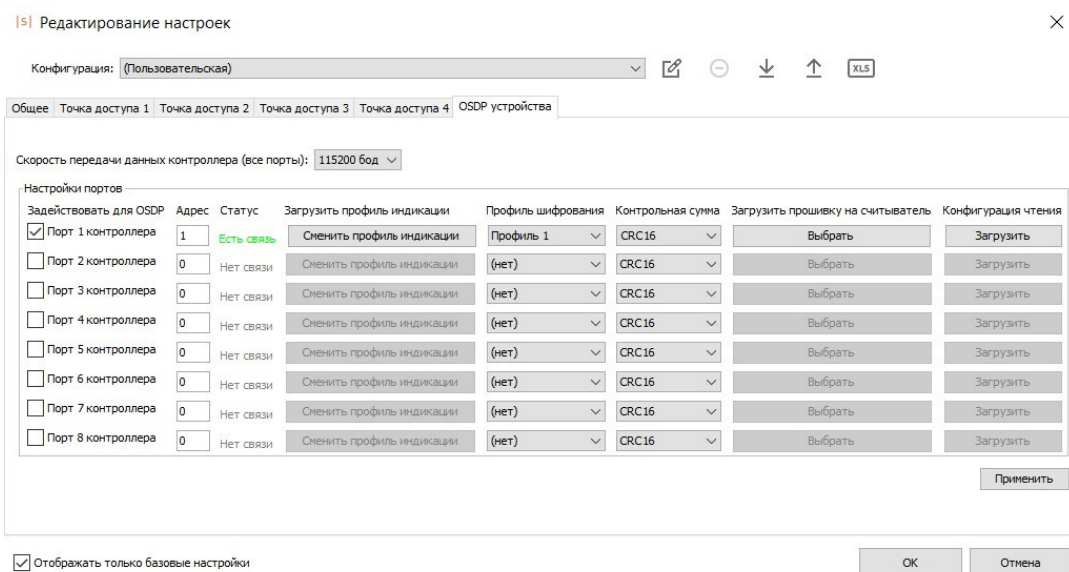 |S| Редактирование настроек
Конфигурация: (Пользовательская) XLS
Общее Точка доступа 1 Точка доступа 2 Точка доступа 3 Точка доступа 4 OSDP устройства
Скорость передачи данных контроллера (все порты): 115200 бод
Настройки портов
Задействовать для OSDP Адрес Статус Загрузить профиль индикации Профиль шифрования Контрольная сумма Загрузить прошивку на считыватель Конфигурация чтения
Порт 1 контроллера 1 Есть связь Сменить профиль индикации Профиль 1 CRC16 Выбрать Загрузить
Порт 2 контроллера 0 Нет связи Сменить профиль индикации (нет) CRC16 Выбрать Загрузить
Порт 3 контроллера 0 Нет связи Сменить профиль индикации (нет) CRC16 Выбрать Загрузить
Порт 4 контроллера 0 Нет связи Сменить профиль индикации (нет) CRC16 Выбрать Загрузить
Порт 5 контроллера 0 Нет связи Сменить профиль индикации (нет) CRC16 Выбрать Загрузить
Порт 6 контроллера 0 Нет связи Сменить профиль индикации (нет) CRC16 Выбрать Загрузить
Порт 7 контроллера 0 Нет связи Сменить профиль индикации (нет) CRC16 Выбрать Загрузить
Порт 8 контроллера 0 Нет связи Сменить профиль индикации (нет) CRC16 Выбрать Загрузить
Применить
Отображать только базовые настройки OK Отмена